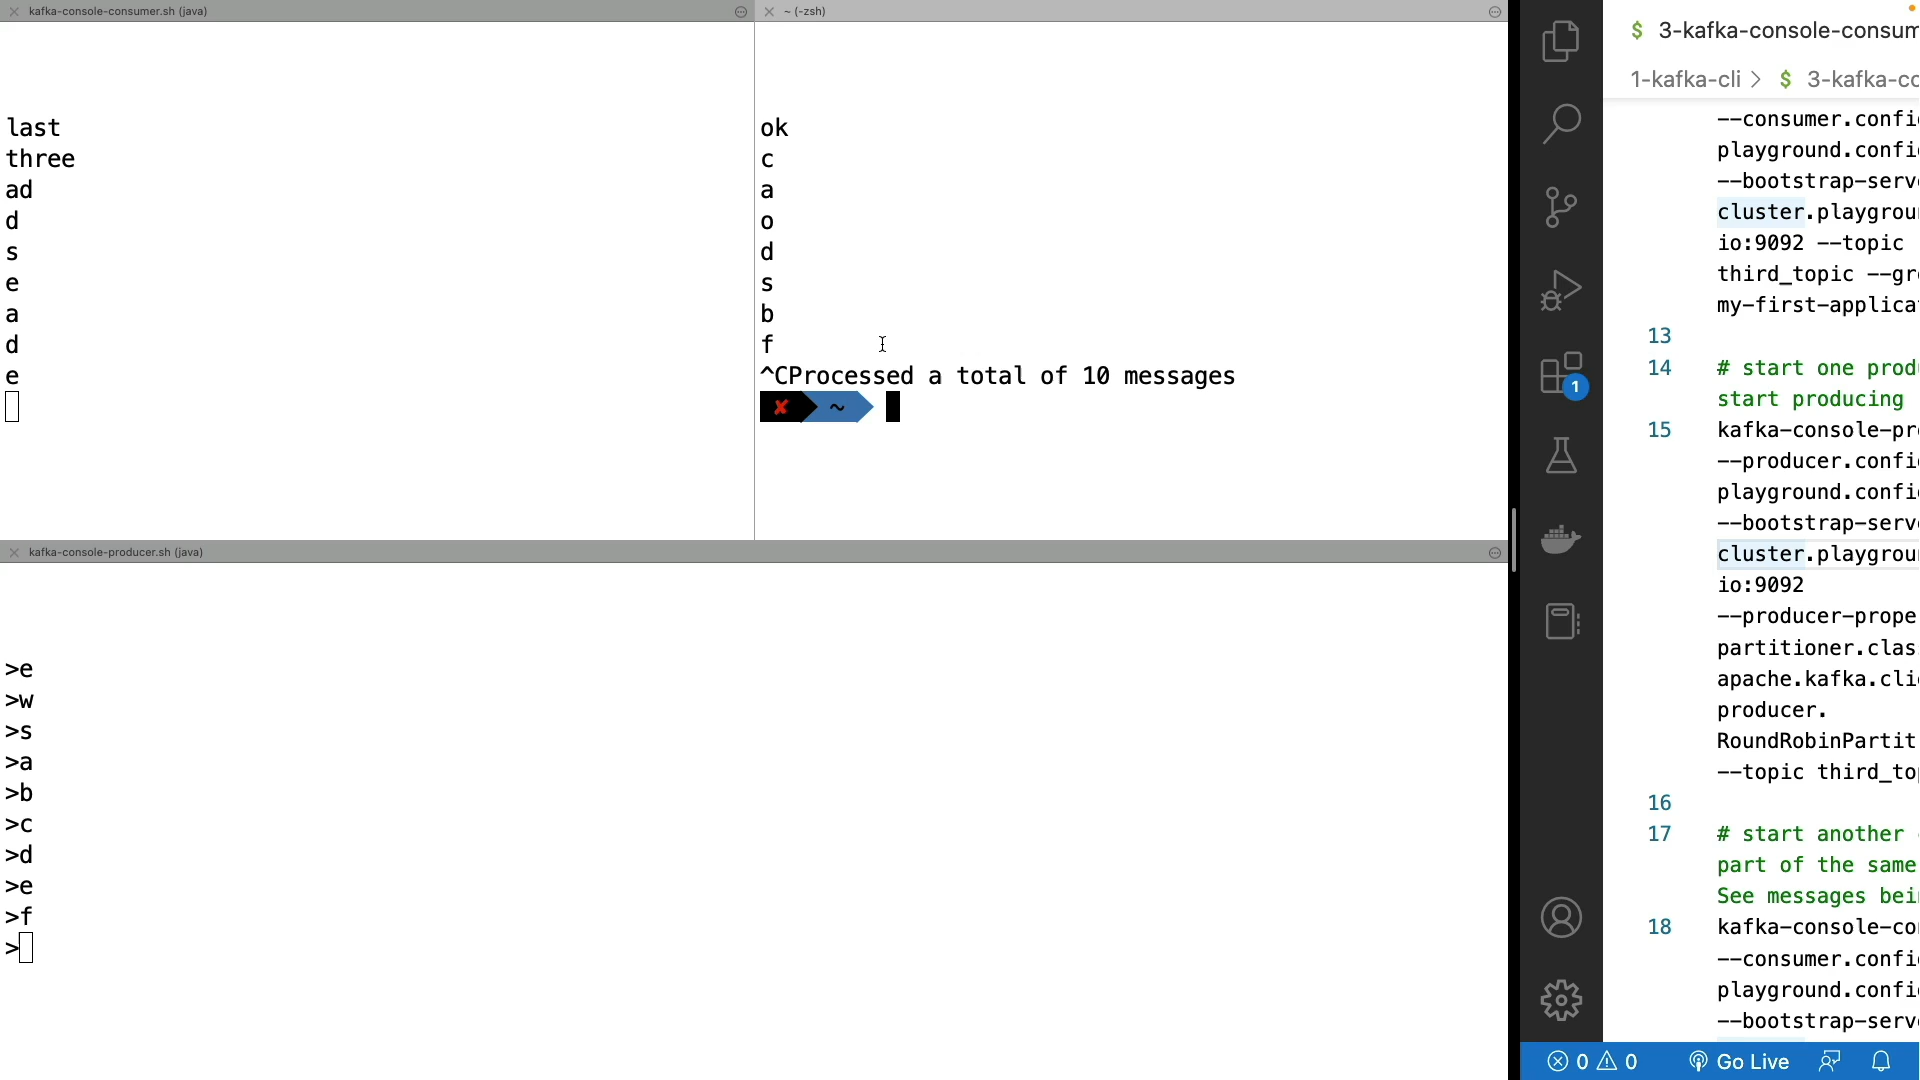 kafka-console-consumer.sh (java)
last
three
ad
d
s
e
a
d
e
~ (-zsh)
ok
c
a
o
d
s
b
f
^CProcessed a total of 10 messages
✘ ~
kafka-console-producer.sh (java)
>e
>w
>s
>a
>b
>c
>d
>e
>f
>
1
$ 3-kafka-console-consum
1-kafka-cli > $ 3-kafka-co
--consumer.confi
playground.confi
--bootstrap-serv
cluster.playgrou
io:9092 --topic
third_topic --gr
my-first-applica
13
14 # start one prod
start producing
15 kafka-console-pr
--producer.confi
playground.confi
--bootstrap-serv
cluster.playgrou
io:9092
--producer-prope
partitioner.clas
apache.kafka.cli
producer.
RoundRobinPartit
--topic third_to
16
17 # start another
part of the same
See messages bei
18 kafka-console-co
--consumer.confi
playground.confi
--bootstrap-serv
0 0 Go Live